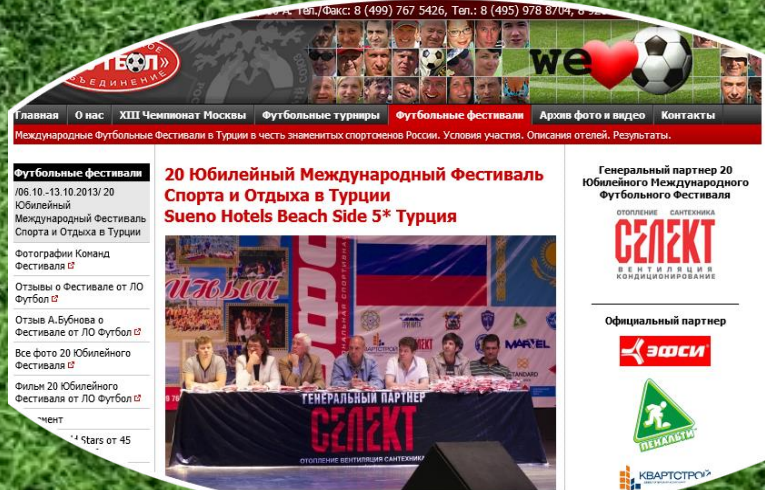 А. Тел./Факс: 8 (499) 767 5426, Тел.: 8 (495) 978 8704,
ФУТБОЛ»
ОБЪЕДИНЕНИЕ
we
Главная О нас XIII Чемпионат Москвы Футбольные турниры Футбольные фестивали Архив фото и видео Контакты
Международные Футбольные Фестивали в Турции в честь знаменитых спортсменов России. Условия участия. Описания отелей. Результаты.
Футбольные фестивали
/06.10.-13.10.2013/ 20
Юбилейный
Международный Фестиваль
Спорта и Отдыха в Турции
Фотографии Команд
Фестиваля
Отзывы о Фестивале от ЛО
Футбол
Отзыв А.Бубнова о
Фестивале от ЛО Футбол
Все фото 20 Юбилейного
Фестиваля
Фильм 20 Юбилейного
Фестиваля от ЛО Футбол
Stars от 45
20 Юбилейный Международный Фестиваль
Спорта и Отдыха в Турции
Sueno Hotels Beach Side 5* Турция
КВАРТСТРОЙ
СЕЛЕКТ
MARVEL
STANDARD
ГЕНЕРАЛЬНЫЙ ПАРТНЕР
СЕЛЕКТ
ОТОПЛЕНИЕ ВЕНТИЛЯЦИЯ САНТЕХНИКА
Генеральный партнер 20
Юбилейного Международного
Футбольного Фестиваля
ОТОПЛЕНИЕ САНТЕХНИКА
СЕЛЕКТ
ВЕНТИЛЯЦИЯ
КОНДИЦИОНИРОВАНИЕ
Официальный партнер
ЭФСИ
ПЕНАЛЬТИ
КВАРТСТРОЙ